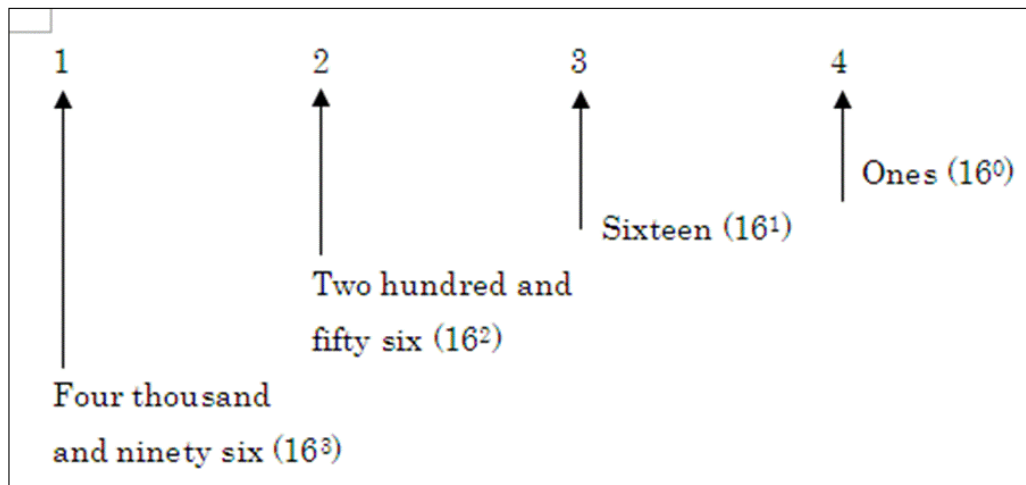 1 2 3 4
Ones (16⁰)
Sixteen (16¹)
Two hundred and
fifty six (16²)
Four thousand
and ninety six (16³)